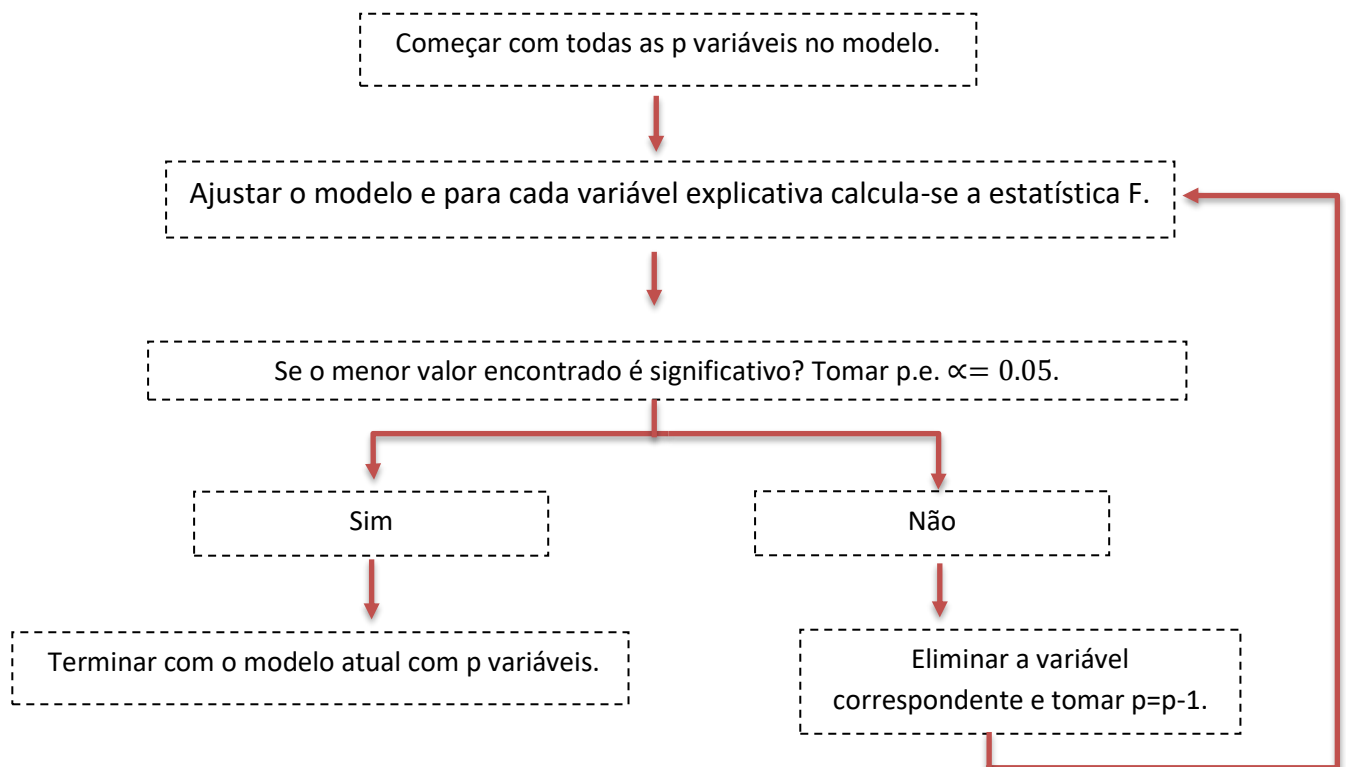 Começar com todas as p variáveis no modelo.
Ajustar o modelo e para cada variável explicativa calcula-se a estatística F.
Se o menor valor encontrado é significativo? Tomar p.e. ∝= 0.05.
Sim
Não
Terminar com o modelo atual com p variáveis.
Eliminar a variável
correspondente e tomar p=p-1.